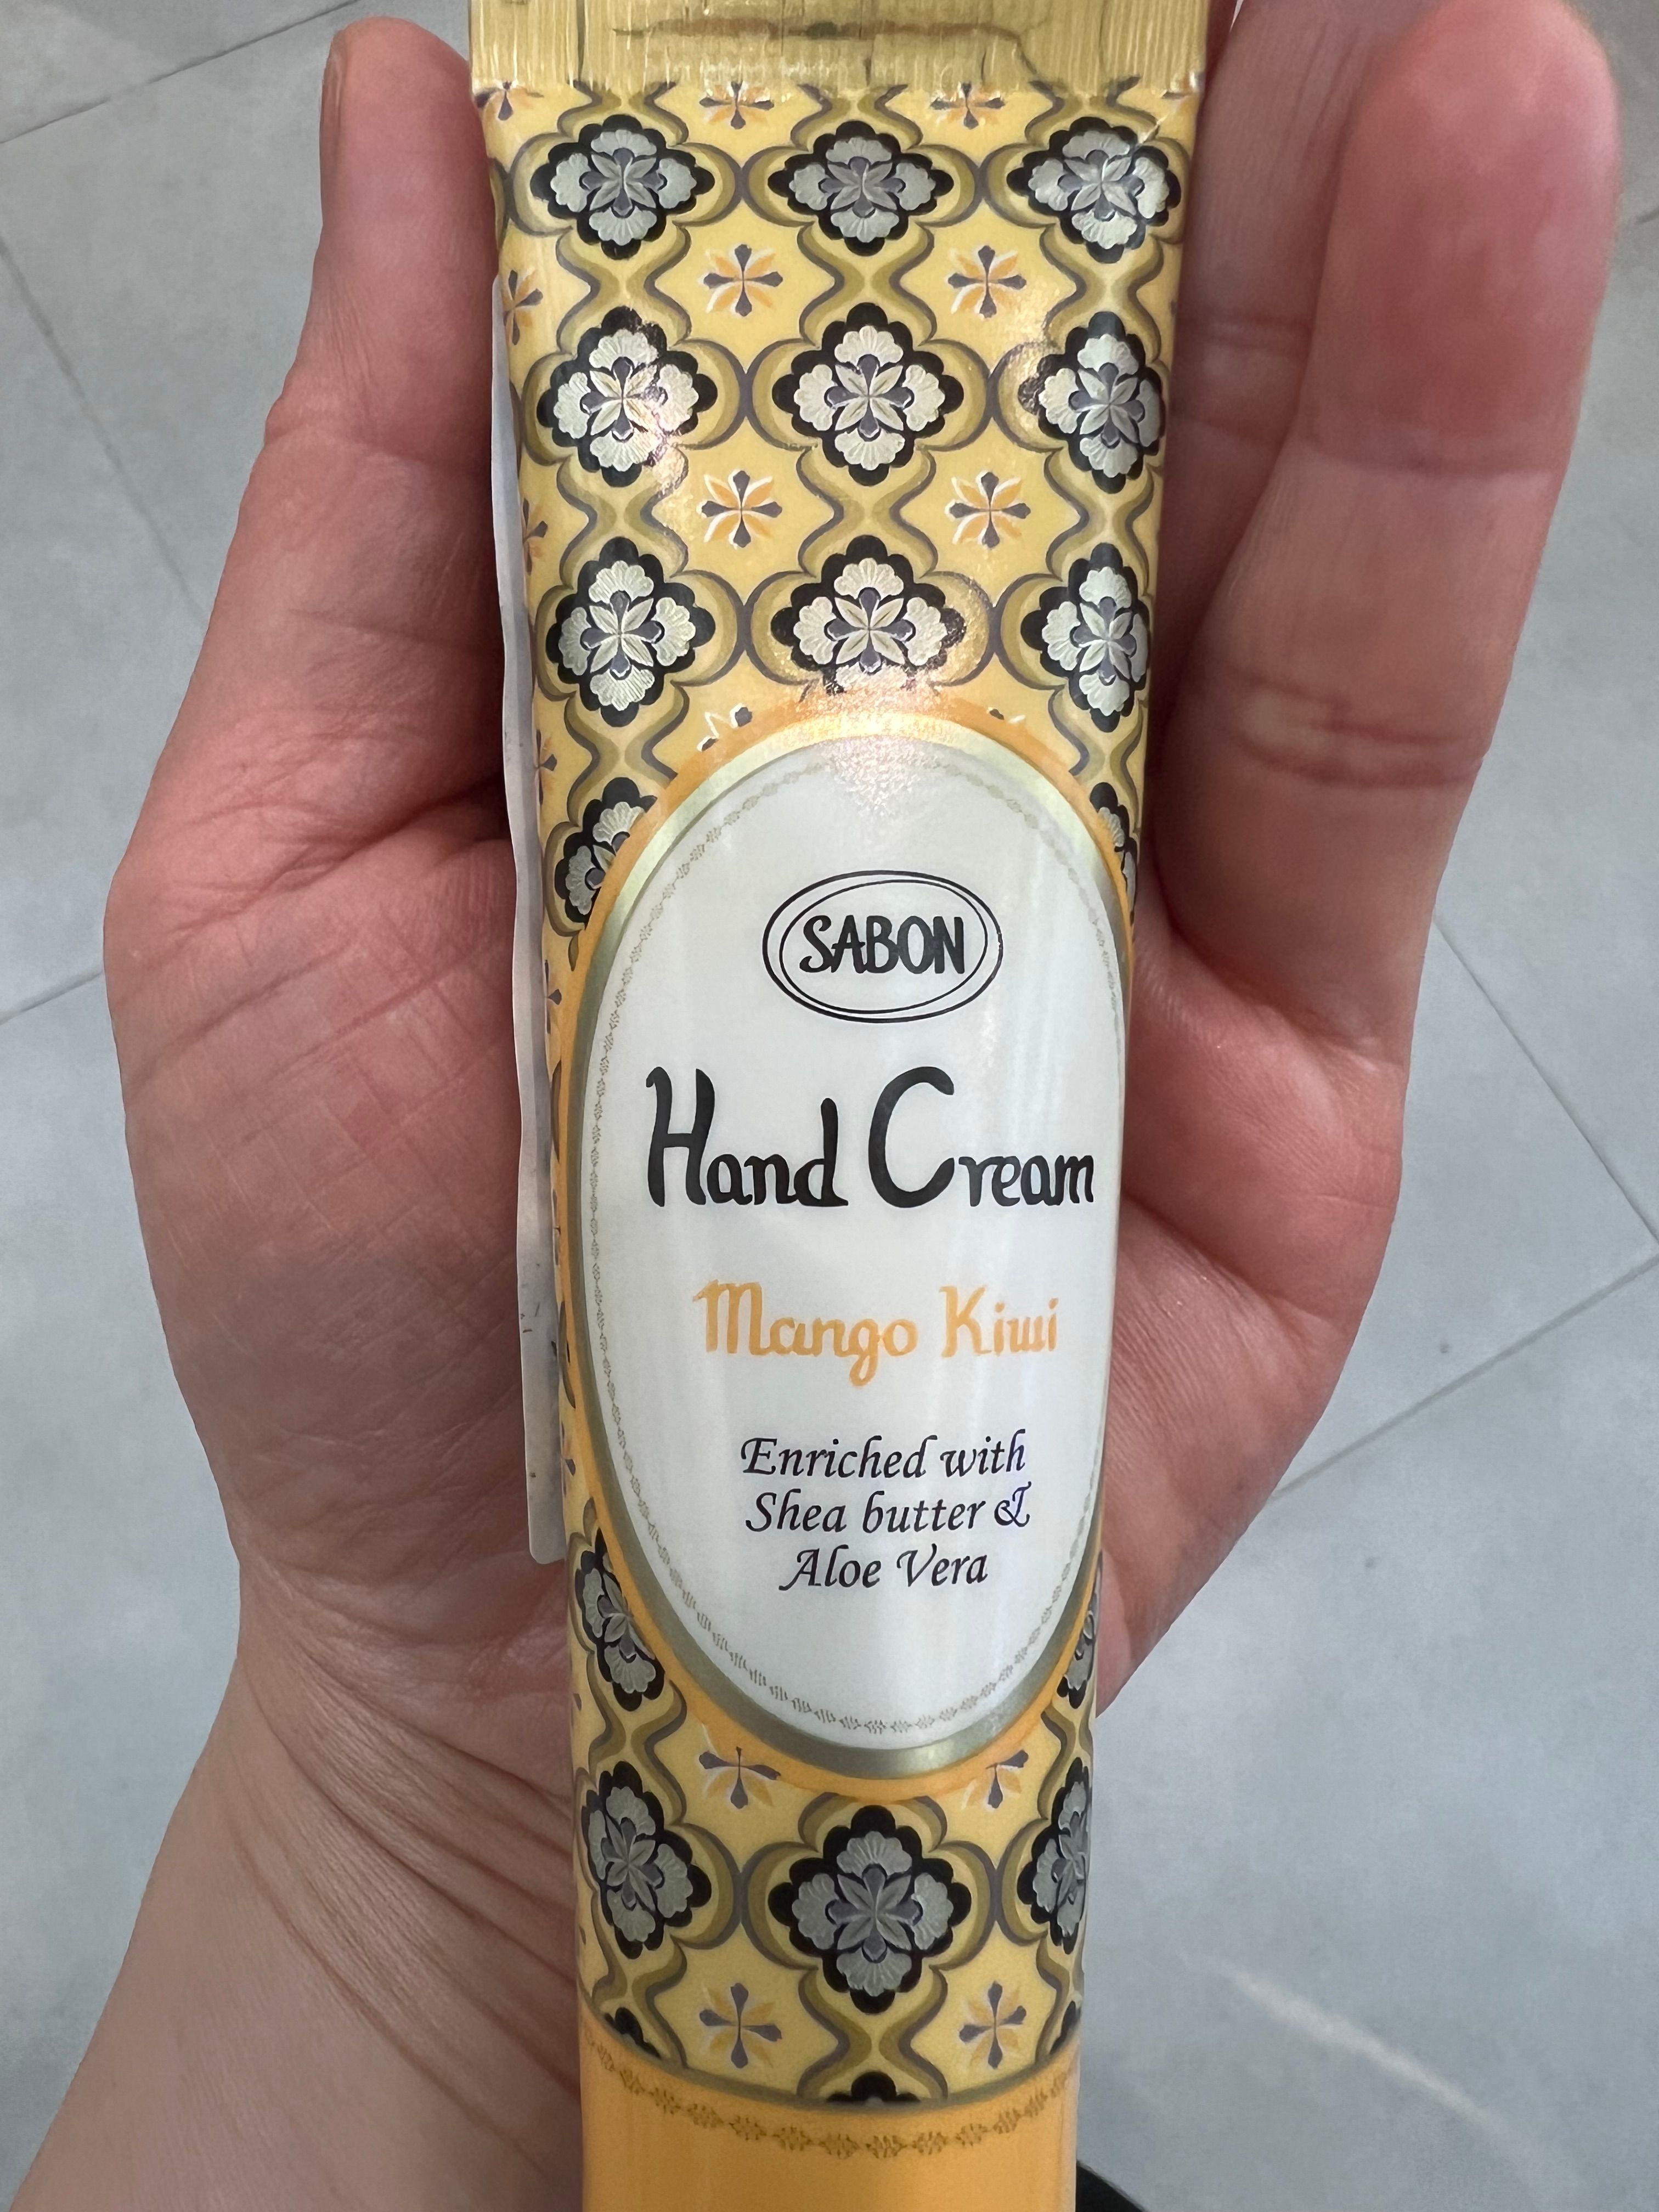 SABON
Hand Cream
Mango Kiwi
Enriched with
Shea butter &
Aloe Vera